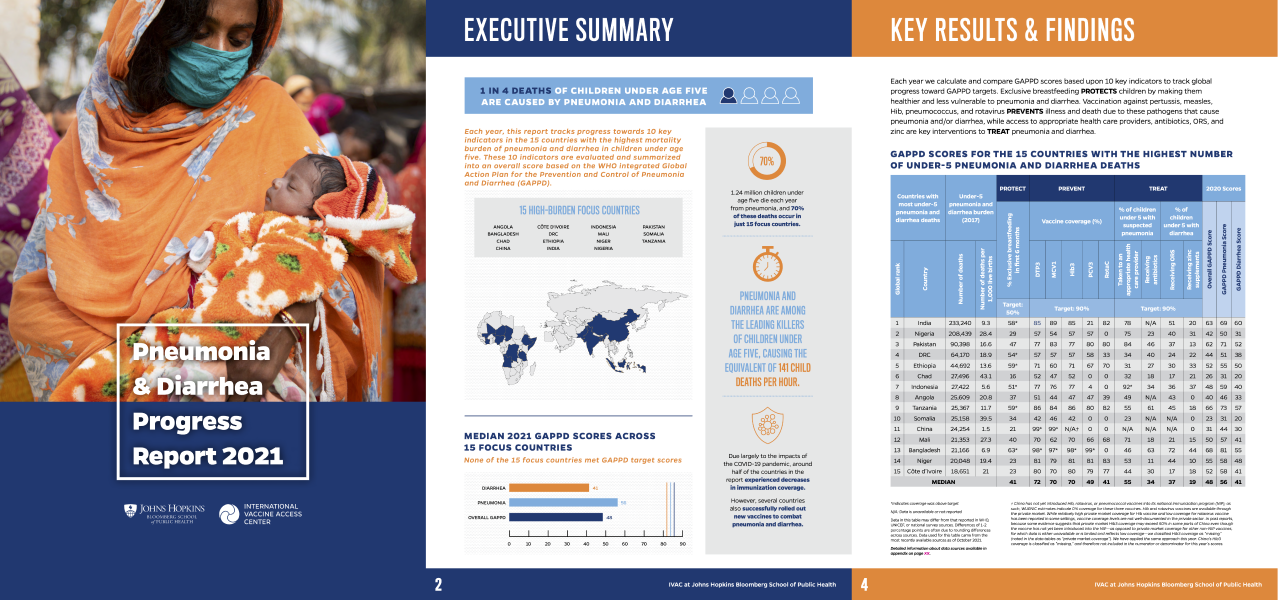 Pneumonia
& Diarrhea
Progress
Report 2021
JOHNS HOPKINS
BLOOMBERG SCHOOL
of PUBLIC HEALTH
INTERNATIONAL
VACCINE ACCESS
CENTER
EXECUTIVE SUMMARY
1 IN 4 DEATHS OF CHILDREN UNDER AGE FIVE
ARE CAUSED BY PNEUMONIA AND DIARRHEA
Each year, this report tracks progress towards 10 key
indicators in the 15 countries with the highest mortality
burden of pneumonia and diarrhea in children under age
five. These 10 indicators are evaluated and summarized
into an overall score based on the WHO Integrated Global
Action Plan for the Prevention and Control of Pneumonia
and Diarrhea (GAPPD).
15 HIGH-BURDEN FOCUS COUNTRIES
ANGOLA CÔTE D'IVOIRE INDONESIA PAKISTAN
BANGLADESH DRC MALI SOMALIA
CHAD ETHIOPIA NIGER TANZANIA
CHINA INDIA NIGERIA
MEDIAN 2021 GAPPD SCORES ACROSS
15 FOCUS COUNTRIES
None of the 15 focus countries met GAPPD target scores
DIARRHEA 41
PNEUMONIA 56
OVERALL GAPPD 48
0 10 20 30 40 50 60 70 80 90
70%
1.24 million children under
age five die each year
from pneumonia, and 70%
of these deaths occur in
just 15 focus countries.
PNEUMONIA AND
DIARRHEA ARE AMONG
THE LEADING KILLERS
OF CHILDREN UNDER
AGE FIVE, CAUSING THE
EQUIVALENT OF 141 CHILD
DEATHS PER HOUR.
Due largely to the impacts of
the COVID-19 pandemic, around
half of the countries in the
report experienced decreases
in immunization coverage.
However, several countries
also successfully rolled out
new vaccines to combat
pneumonia and diarrhea.
2
IVAC at Johns Hopkins Bloomberg School of Public Health
KEY RESULTS & FINDINGS
Each year we calculate and compare GAPPD scores based upon 10 key indicators to track global
progress toward GAPPD targets. Exclusive breastfeeding PROTECTS children by making them
healthier and less vulnerable to pneumonia and diarrhea. Vaccination against pertussis, measles,
Hib, pneumococcus, and rotavirus PREVENTS illness and death due to these pathogens that cause
pneumonia and/or diarrhea, while access to appropriate health care providers, antibiotics, ORS, and
zinc are key interventions to TREAT pneumonia and diarrhea.
GAPPD SCORES FOR THE 15 COUNTRIES WITH THE HIGHEST NUMBER
OF UNDER-5 PNEUMONIA AND DIARRHEA DEATHS
Countries with
most under-5
pneumonia and
diarrhea deaths
Under-5
pneumonia and
diarrhea burden
(2017)
PROTECT PREVENT TREAT 2020 Scores
Vaccine coverage (%)
% of children
under 5 with
suspected
pneumonia
% of
children
under 5 with
diarrhea
Global rank
Country
Number of deaths
Number of deaths per
1,000 live births
% Exclusive breastfeeding
in first 6 months
DTP3
MCV1
Hib3
PCV3
RotaC
Taken to an
appropriate health
care provider
Receiving
antibiotics
Receiving ORS
Receiving zinc
supplements
Overall GAPPD Score
GAPPD Pneumonia Score
GAPPD Diarrhea Score
Target:
50%
Target: 90%
Target: 90%
1 India 233,240 9.3 58* 85 89 85 21 82 78 N/A 51 20 63 69 60
2 Nigeria 208,439 28.4 29 57 54 57 57 0 75 23 40 31 42 50 31
3 Pakistan 90,398 16.6 47 77 83 77 80 80 84 46 37 13 62 71 52
4 DRC 64,170 18.9 54* 57 57 57 58 33 34 40 24 22 44 51 38
5 Ethiopia 44,692 13.6 59* 71 60 71 67 70 31 27 30 33 52 55 50
6 Chad 27,496 43.1 16 52 47 52 0 0 32 18 17 21 26 31 20
7 Indonesia 27,422 5.6 51* 77 76 77 4 0 92* 34 36 37 48 59 40
8 Angola 25,609 20.8 37 51 44 47 47 39 49 N/A 43 0 40 46 33
9 Tanzania 25,367 11.7 59* 86 84 86 80 82 55 61 45 18 66 73 57
10 Somalia 25,158 39.5 34 42 46 42 0 0 23 N/A N/A 0 23 31 20
11 China 24,254 1.5 21 99* 99* N/A+ 0 0 N/A N/A N/A 0 31 44 30
12 Mali 21,353 27.3 40 70 62 70 66 68 71 18 21 15 50 57 41
13 Bangladesh 21,166 6.3 63* 98* 97* 98* 99* 0 46 63 72 44 68 81 55
14 Niger 20,048 19.4 23 81 79 81 81 83 53 11 44 10 55 58 48
15 Côte d'Ivoire 18,651 21 23 80 70 80 79 77 44 30 17 18 52 58 41
MEDIAN 41 72 70 70 49 41 55 34 37 19 48 56 41
*Indicates coverage was above target
N/A: Data is unavailable or not reported
Detailed information about data sources available in
4
IVAC at Johns Hopkins Bloomberg School of Public Health